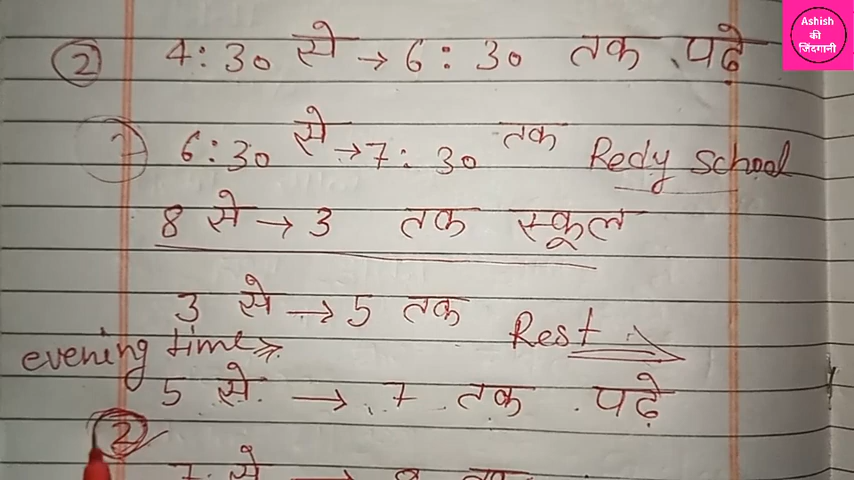 Ashish
की
जिंदगानी
② 4:30 से → 6:30 तक पढ़े
6:30 से → 7:30 तक Redy school
8 से → 3 तक स्कूल
3 से → 5 तक Rest
evening time
5 से → 7 तक पढ़े
②
7 से →